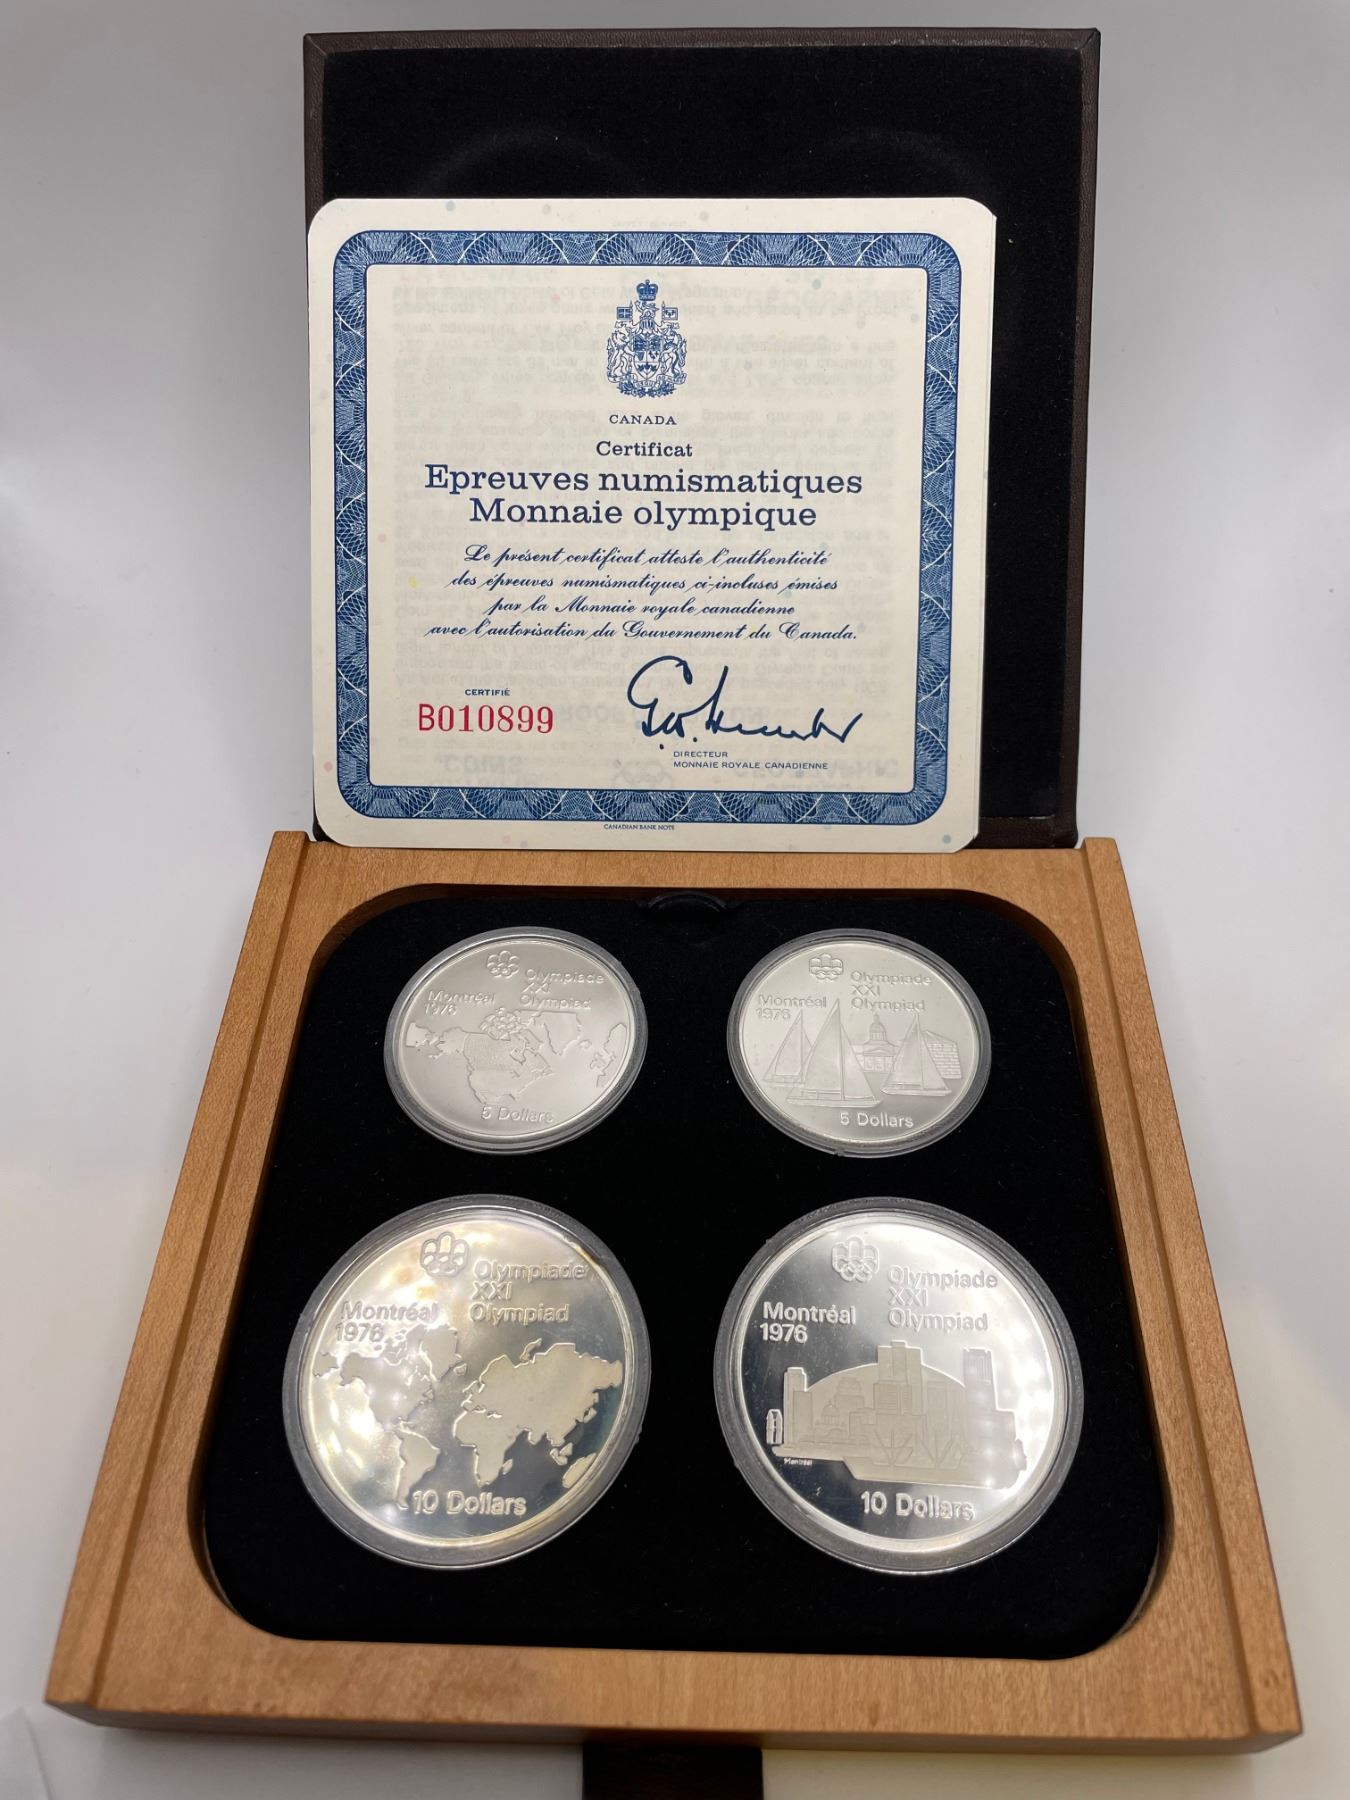 CANADA
Certificat
Epreuves numismatiques
Monnaie olympique
Le présent certificat atteste l'authenticité
des épreuves numismatiques ci-incluses émises
par la Monnaie royale canadienne
avec l'autorisation du Gouvernement du Canada.
CERTIFIÉ
B010899
DIRECTEUR
MONNAIE ROYALE CANADIENNE
CANADIAN BANK NOTE
Olympiade
XXI
Olympiad
Montréal
1976
5 Dollars
Olympiade
XXI
Olympiad
Montréal
1976
5 Dollars
Olympiade
XXI
Olympiad
Montréal
1976
10 Dollars
Olympiade
XXI
Olympiad
Montréal
1976
Montréal
10 Dollars